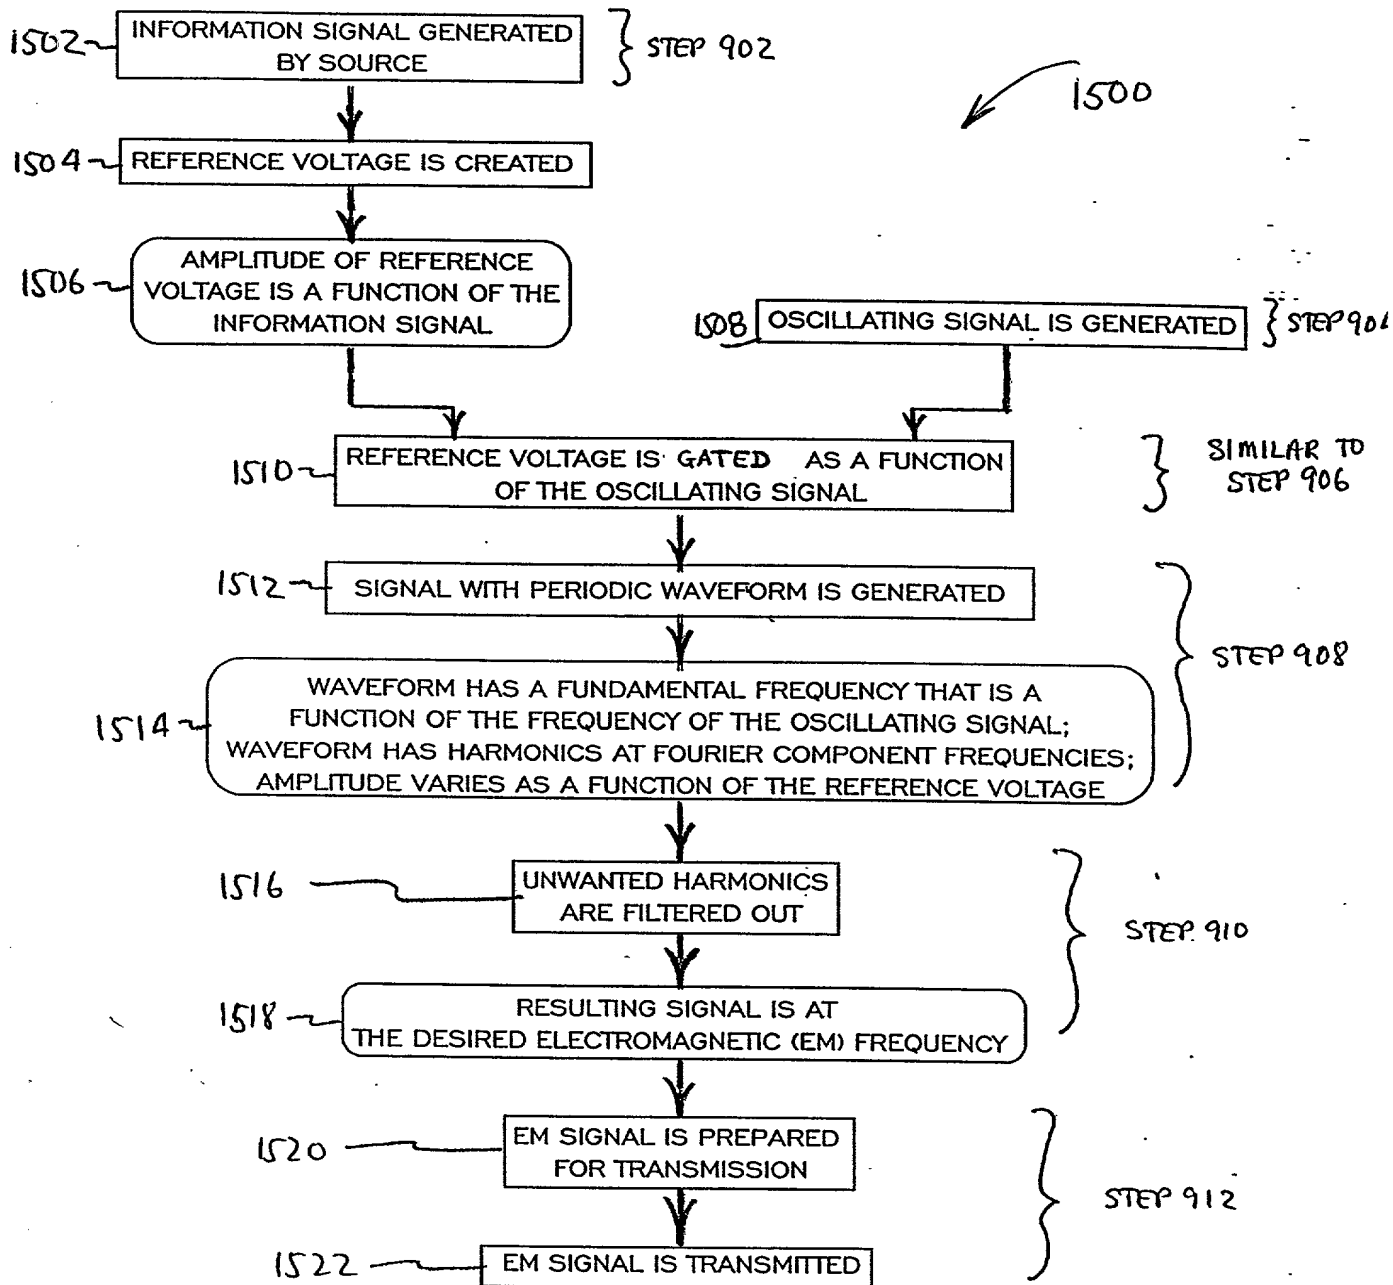 1502 INFORMATION SIGNAL GENERATED
BY SOURCE
STEP 902
1500
1504 REFERENCE VOLTAGE IS CREATED
1506 AMPLITUDE OF REFERENCE
VOLTAGE IS A FUNCTION OF THE
INFORMATION SIGNAL
1508 OSCILLATING SIGNAL IS GENERATED
STEP
1510 REFERENCE VOLTAGE IS GATED AS A FUNCTION
OF THE OSCILLATING SIGNAL
SIMILAR TO
STEP 906
1512 SIGNAL WITH PERIODIC WAVEFORM IS GENERATED
1514 WAVEFORM HAS A FUNDAMENTAL FREQUENCY THAT IS A
FUNCTION OF THE FREQUENCY OF THE OSCILLATING SIGNAL;
WAVEFORM HAS HARMONICS AT FOURIER COMPONENT FREQUENCIES;
AMPLITUDE VARIES AS A FUNCTION OF THE REFERENCE VOLTAGE
STEP 908
1516 UNWANTED HARMONICS
ARE FILTERED OUT
STEP 910
1518 RESULTING SIGNAL IS AT
THE DESIRED ELECTROMAGNETIC (EM) FREQUENCY
1520 EM SIGNAL IS PREPARED
FOR TRANSMISSION
STEP 912
1522 EM SIGNAL IS TRANSMITTED